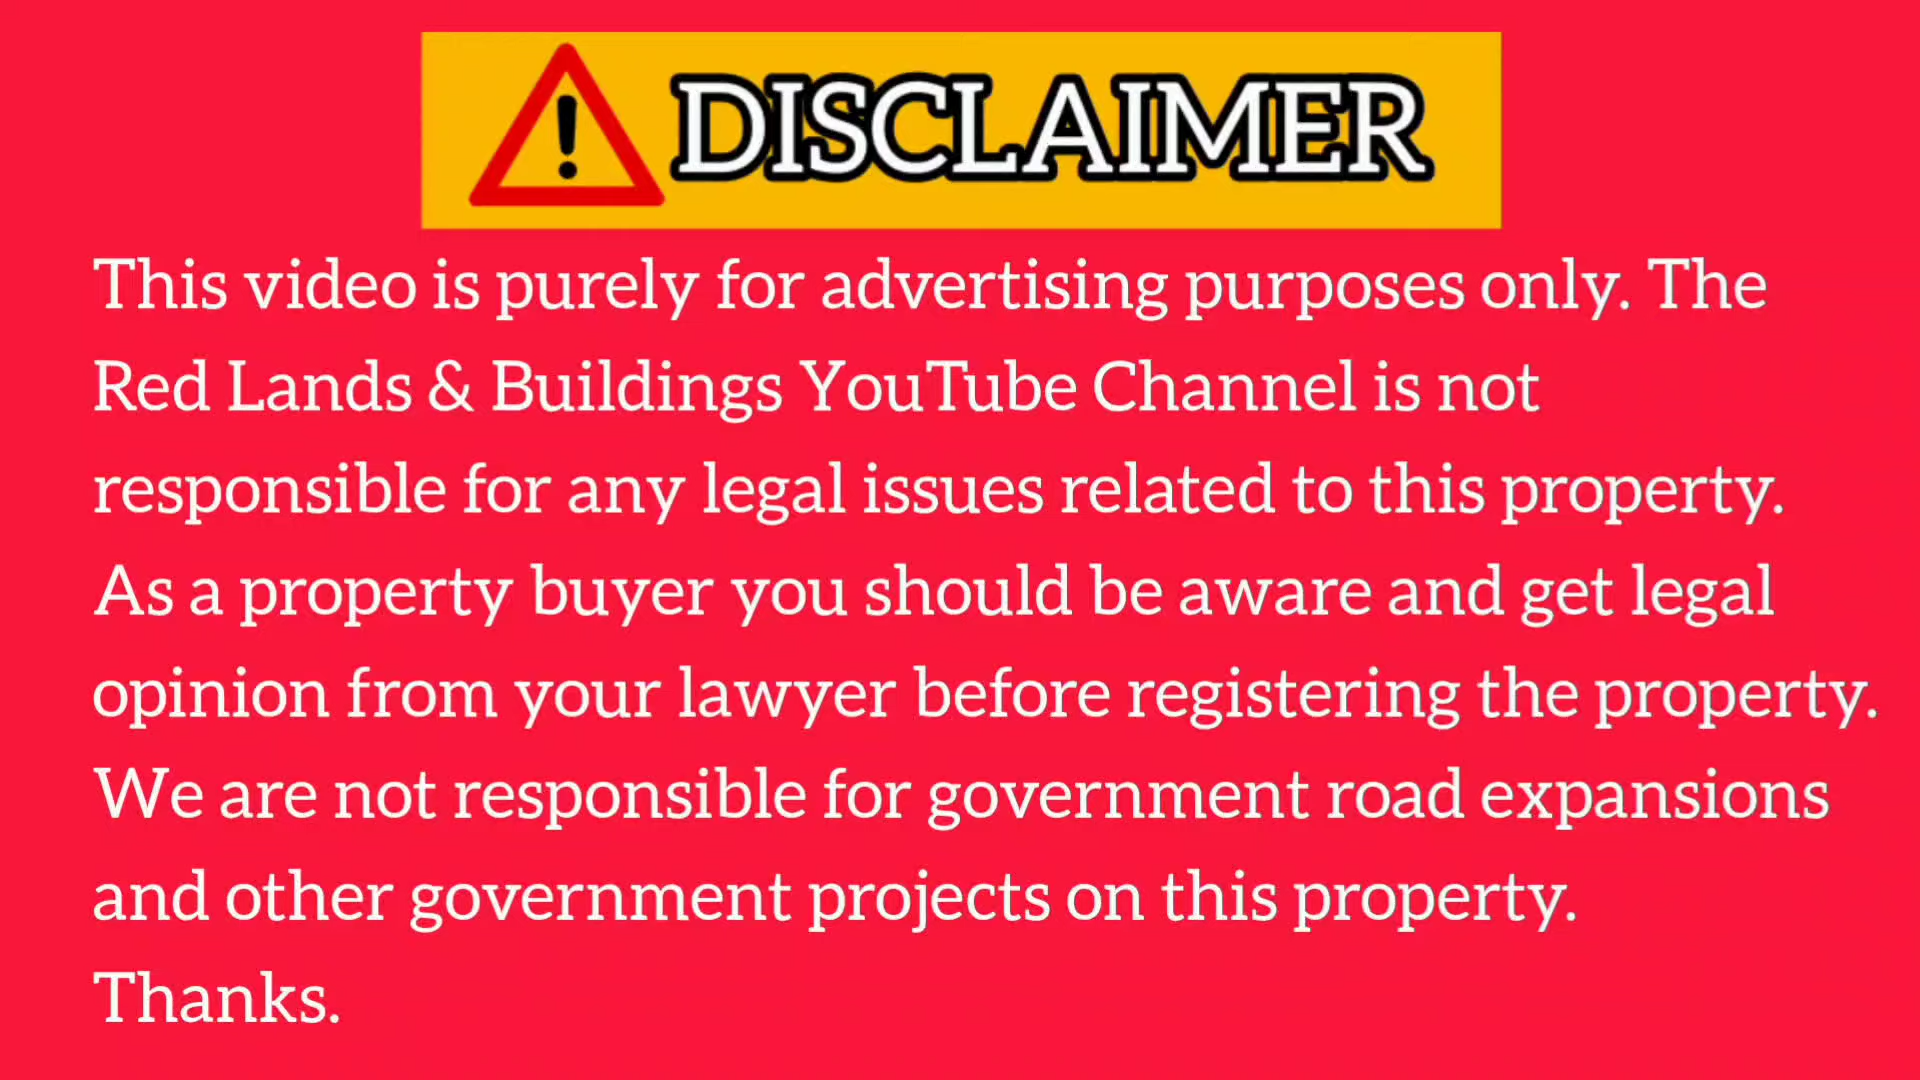 DISCLAIMER
This video is purely for advertising purposes only. The
Red Lands & Buildings YouTube Channel is not
responsible for any legal issues related to this property.
As a property buyer you should be aware and get legal
opinion from your lawyer before registering the property.
We are not responsible for government road expansions
and other government projects on this property.
Thanks.